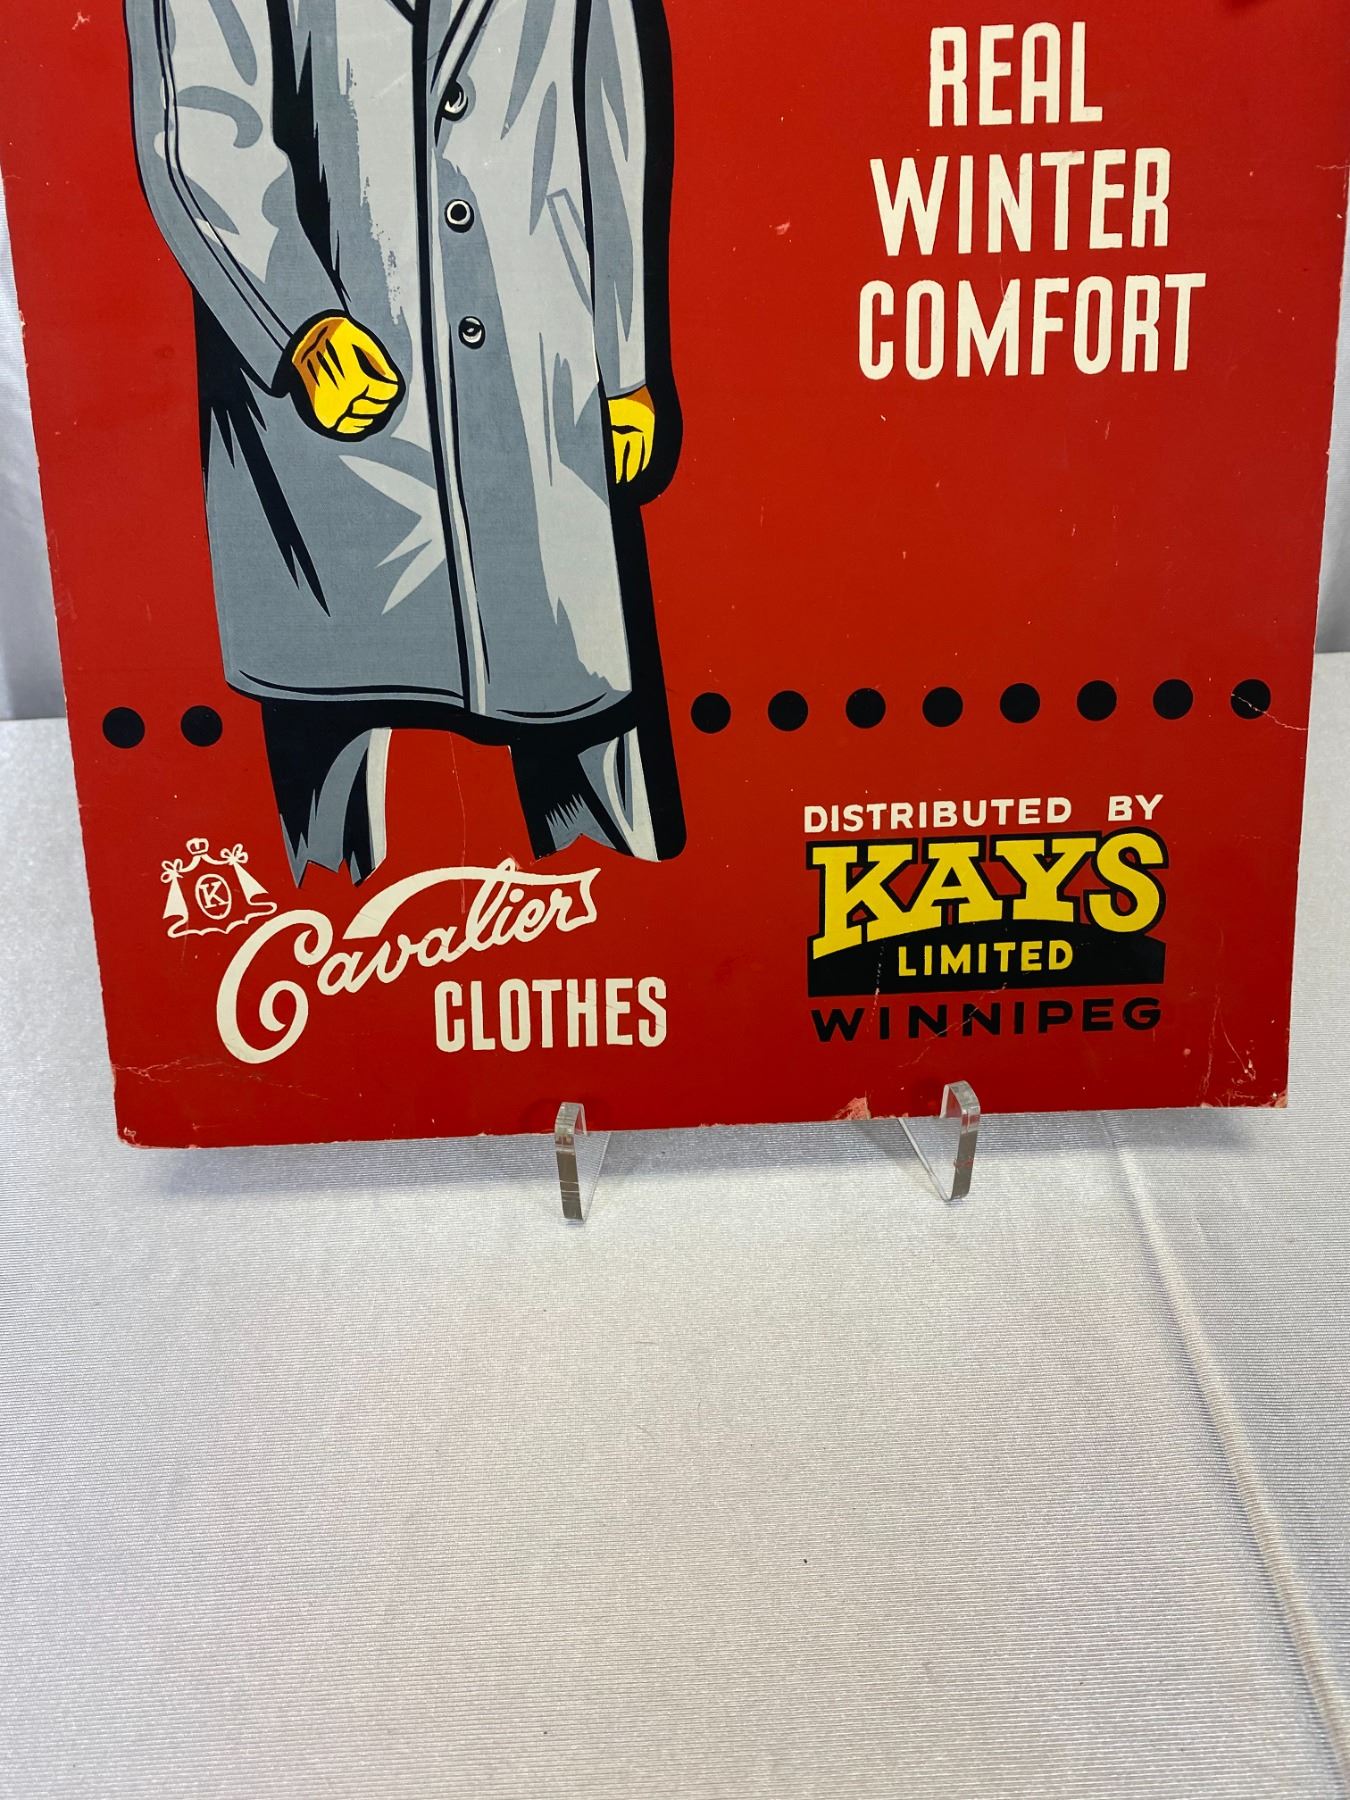 REAL
WINTER
COMFORT
K
Cavalier
CLOTHES
DISTRIBUTED BY
KAYS
LIMITED
WINNIPEG